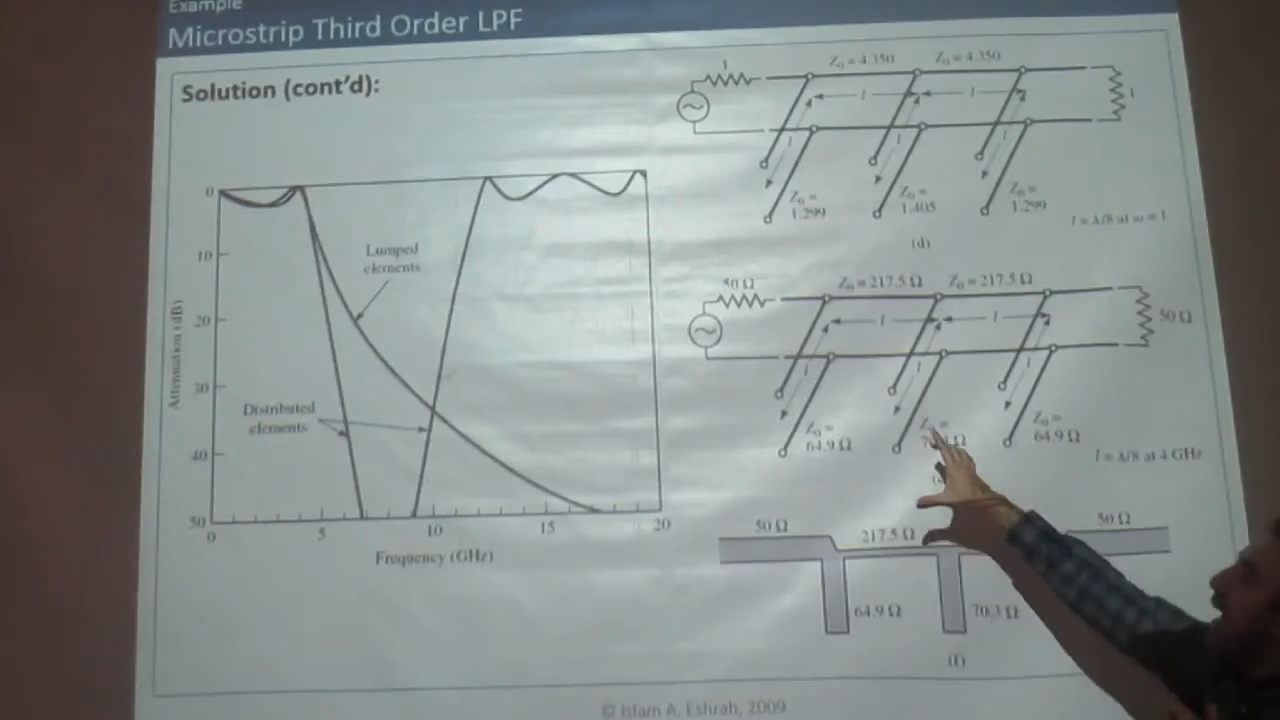 Example
Microstrip Third Order LPF
Solution (cont'd):
0
10
20
30
40
50
Attenuation (dB)
Lumped
elements
Distributed
elements
0
5
10
15
20
Frequency (GHz)
1
Z₀ = 4.350
Z₀ = 4.350
1
l
l
l
l
l
Z₀ =
1.299
Z₀ =
1.405
Z₀ =
1.299
l = λ/8 at ω = 1
(d)
50 Ω
Z₀ = 217.5 Ω
Z₀ = 217.5 Ω
50 Ω
l
l
l
l
l
Z₀ =
64.9 Ω
Z₀ =
Z₀ =
64.9 Ω
l = λ/8 at 4 GHz
50 Ω
217.5 Ω
50 Ω
64.9 Ω
70.3 Ω
(f)
© Islam A. Eshrah, 2009